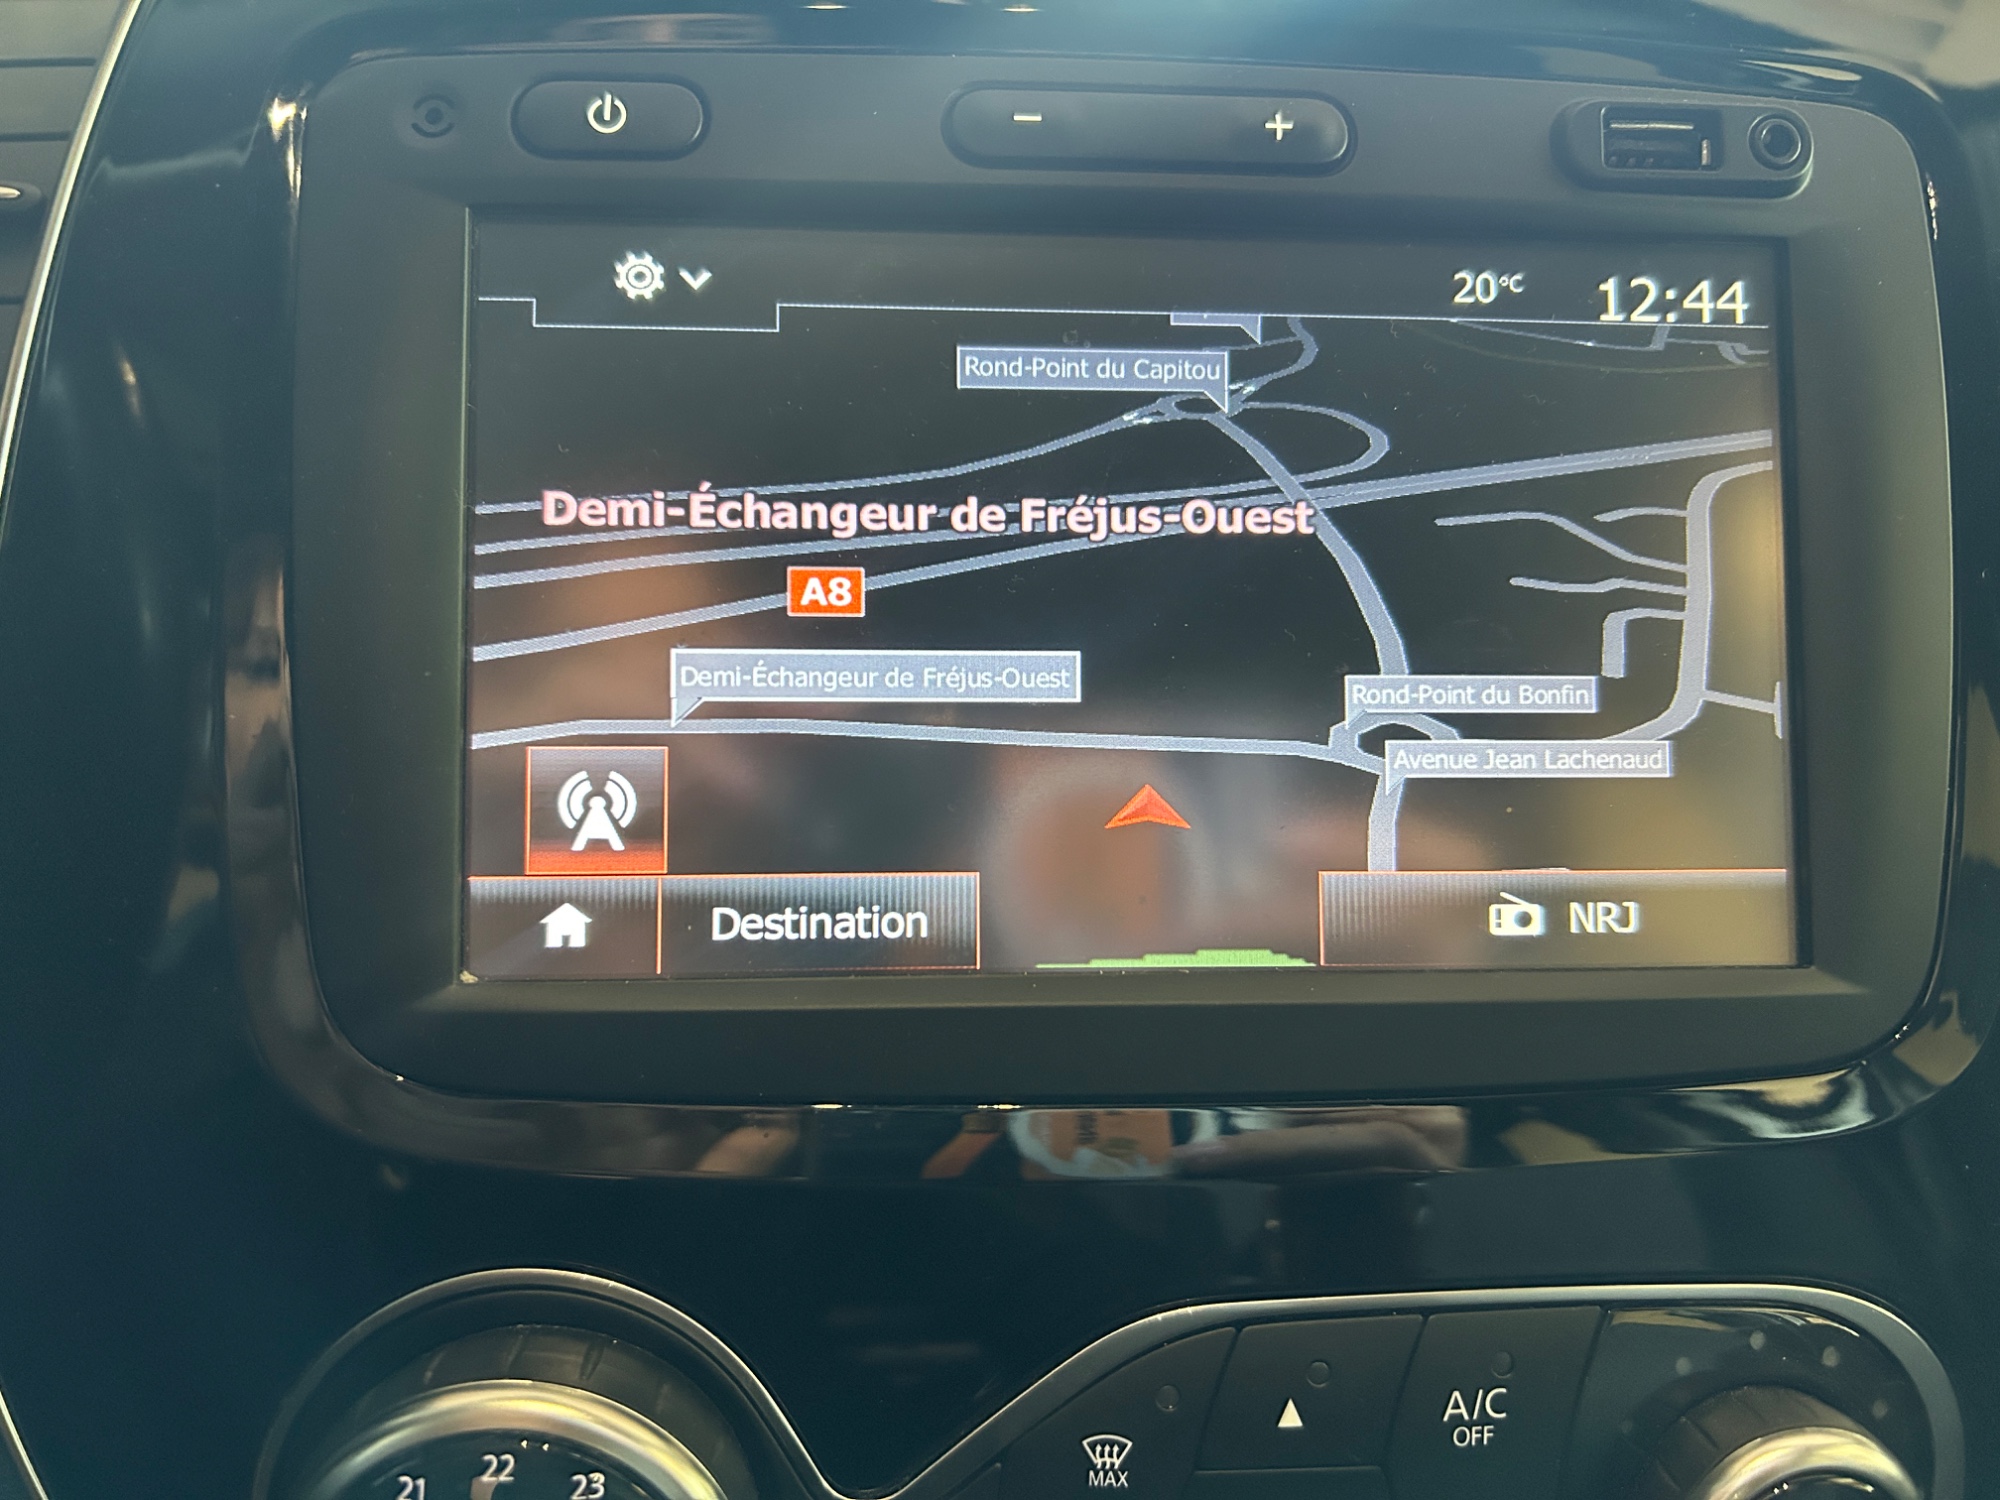 20°C 12:44
Rond-Point du Capitou
Demi-Échangeur de Fréjus-Ouest
A8
Demi-Échangeur de Fréjus-Ouest
Rond-Point du Bonfin
Avenue Jean Lachenaud
Destination
NRJ
A/C
OFF
MAX
21 22 23